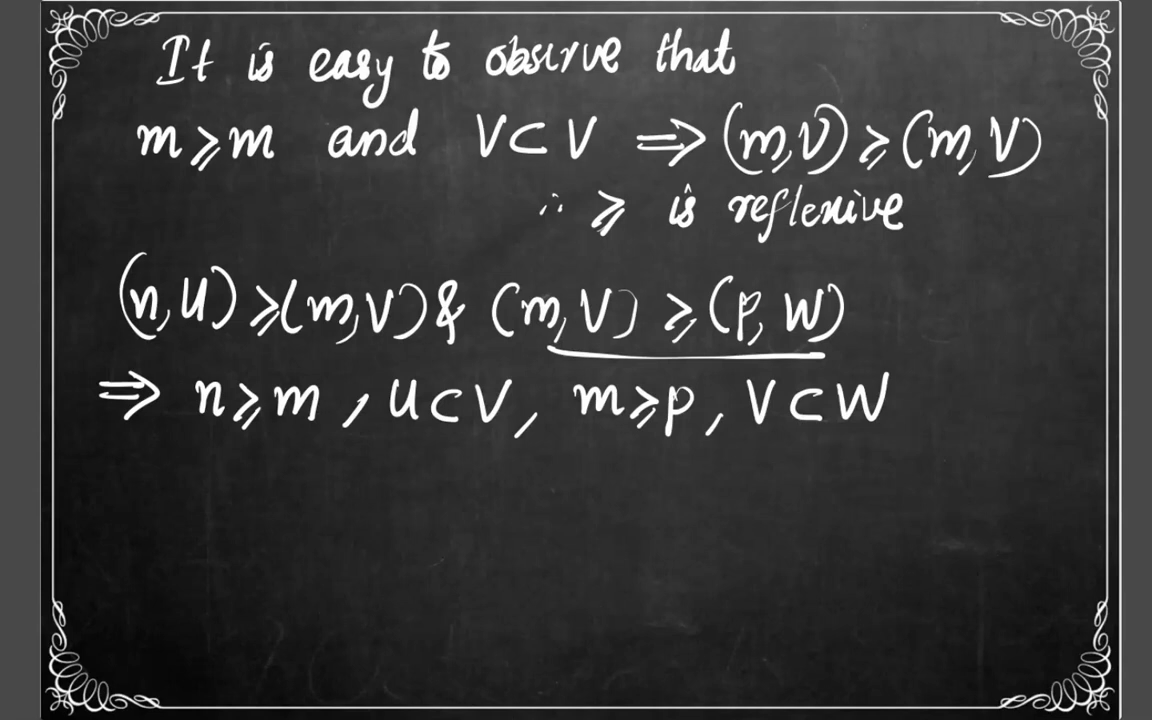 It is easy to observe that
m ⩾ m and V ⊂ V ⇒ (m, V) ⩾ (m, V)
∴ ⩾ is reflexive
(n, U) ⩾ (m, V) & (m, V) ⩾ (p, W)
⇒ n ⩾ m , U ⊂ V, m ⩾ p, V ⊂ W